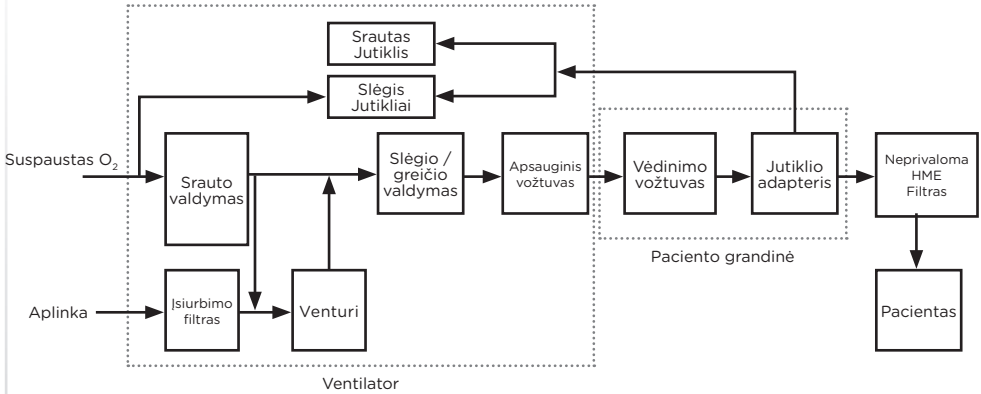 Srautas
Jutiklis
Slėgis
Jutikliai
Suspaustas O₂
Srauto
valdymas
Slėgio /
greičio
valdymas
Apsauginis
vožtuvas
Vėdinimo
vožtuvas
Jutiklio
adapteris
Neprivaloma
HME
Filtras
Paciento grandinė
Aplinka
Įsiurbimo
filtras
Venturi
Pacientas
Ventilator